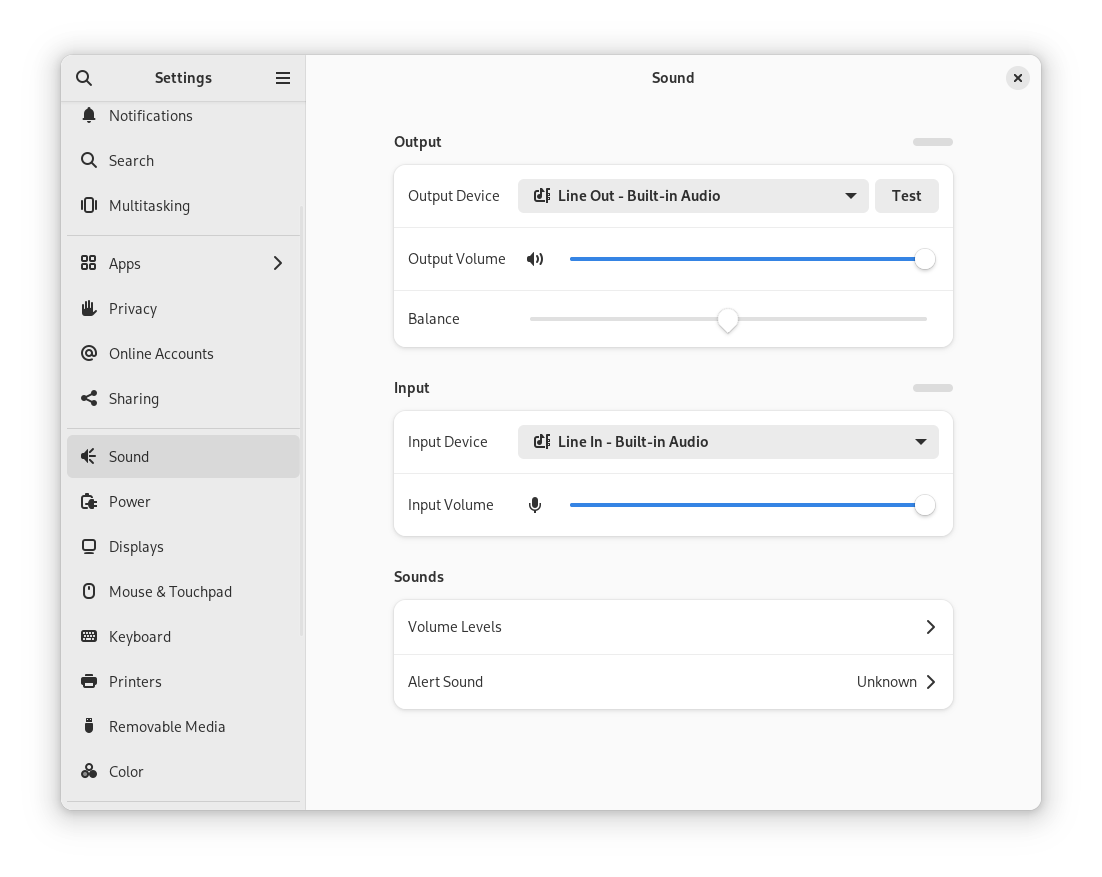 Settings
Notifications
Search
Multitasking
Apps
Privacy
Online Accounts
Sharing
Sound
Power
Displays
Mouse & Touchpad
Keyboard
Printers
Removable Media
Color
Sound
Output
Output Device
Line Out - Built-in Audio
Test
Output Volume
Balance
Input
Input Device
Line In - Built-in Audio
Input Volume
Sounds
Volume Levels
Alert Sound
Unknown